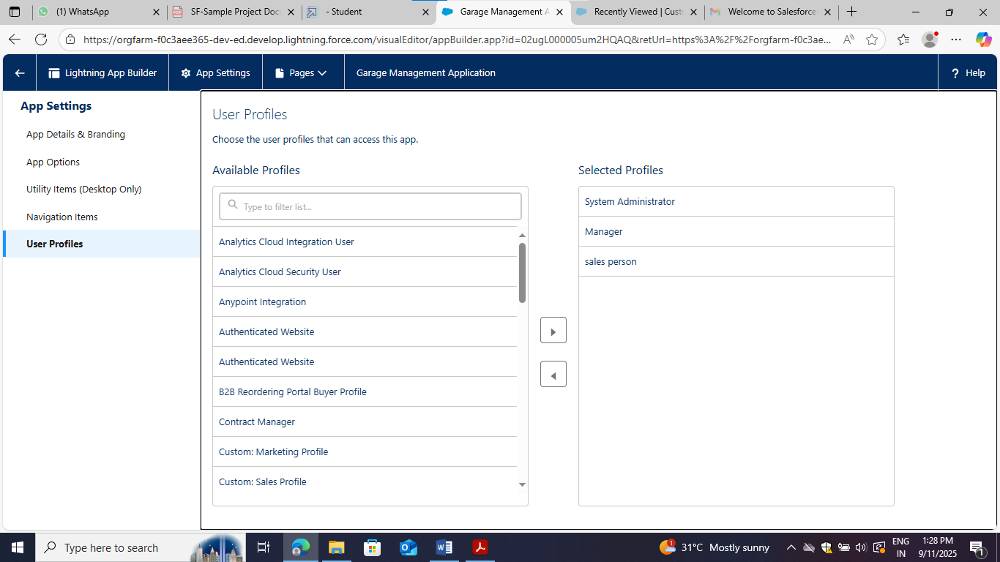 (1) WhatsApp
SF-Sample Project Doc
- Student
Garage Management A
Recently Viewed | Cust
Welcome to Salesforce
https://orgfarm-f0c3aee365-dev-ed.develop.lightning.force.com/visualEditor/appBuilder.app?id=02ugL000005um2HQAQ&retUrl=https%3A%2F%2Forgfarm-f0c3ae...
Lightning App Builder
App Settings
Pages
Garage Management Application
? Help
App Settings
App Details & Branding
App Options
Utility Items (Desktop Only)
Navigation Items
User Profiles
User Profiles
Choose the user profiles that can access this app.
Available Profiles
Type to filter list...
Analytics Cloud Integration User
Analytics Cloud Security User
Anypoint Integration
Authenticated Website
Authenticated Website
B2B Reordering Portal Buyer Profile
Contract Manager
Custom: Marketing Profile
Custom: Sales Profile
Selected Profiles
System Administrator
Manager
sales person
Type here to search
1
31°C Mostly sunny
ENG
IN
1:28 PM
9/11/2025
1